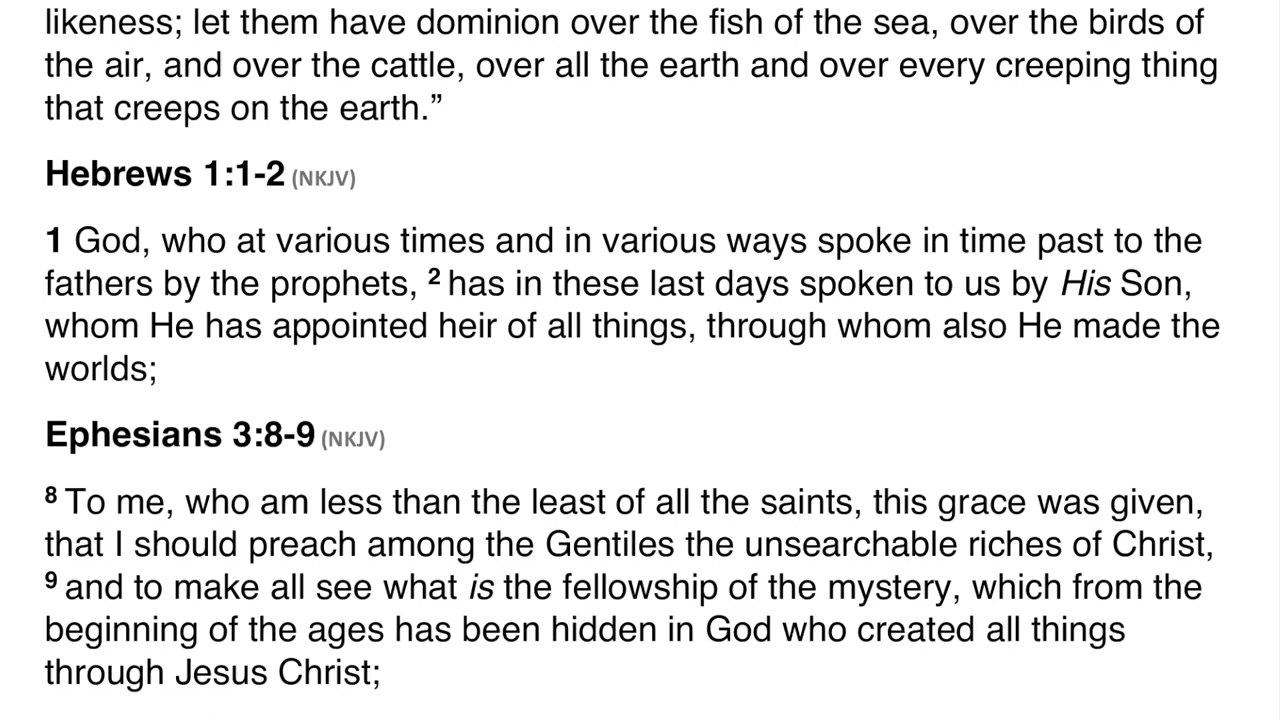 likeness; let them have dominion over the fish of the sea, over the birds of
the air, and over the cattle, over all the earth and over every creeping thing
that creeps on the earth.”
Hebrews 1:1-2 (NKJV)
1 God, who at various times and in various ways spoke in time past to the
fathers by the prophets, 2 has in these last days spoken to us by His Son,
whom He has appointed heir of all things, through whom also He made the
worlds;
Ephesians 3:8-9 (NKJV)
8 To me, who am less than the least of all the saints, this grace was given,
that I should preach among the Gentiles the unsearchable riches of Christ,
9 and to make all see what is the fellowship of the mystery, which from the
beginning of the ages has been hidden in God who created all things
through Jesus Christ;